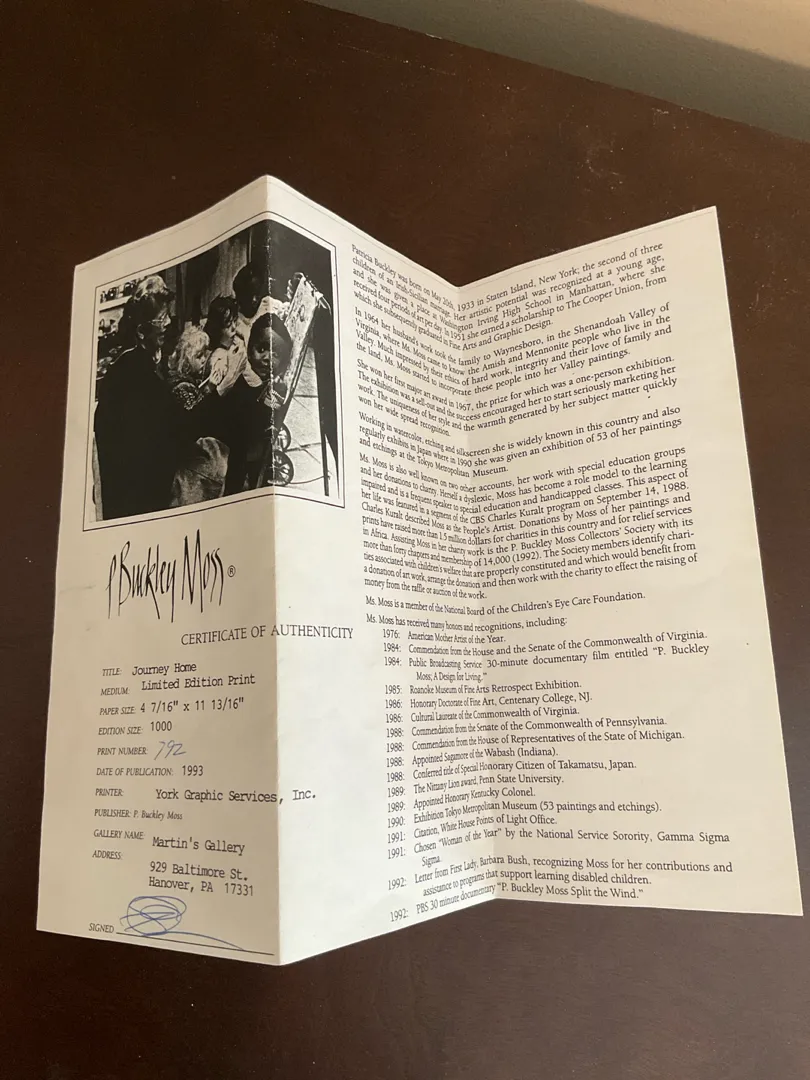 P Buckley Moss ®
CERTIFICATE OF AUTHENTICITY
TITLE: Journey Home
MEDIUM: Limited Edition Print
PAPER SIZE: 4 7/16" x 11 13/16"
EDITION SIZE: 1000
PRINT NUMBER: 792
DATE OF PUBLICATION: 1993
PRINTER: York Graphic Services, Inc.
PUBLISHER: P. Buckley Moss
GALLERY NAME: Martin's Gallery
ADDRESS: 929 Baltimore St.
Hanover, PA 17331
SIGNED
Patricia Buckley was born on May 20th, 1933 in Staten Island, New York; the second of three
children of an Irish-Sicilian marriage. Her artistic potential was recognized at a young age,
and she was given a place at Washington Irving High School in Manhattan, where she
received four periods of art per day. In 1951 she earned a scholarship to The Cooper Union, from
which she subsequently graduated in Fine Arts and Graphic Design.
In 1964 her husband's work took the family to Waynesboro, in the Shenandoah Valley of
Virginia, where Ms. Moss came to know the Amish and Mennonite people who live in the
Valley. Much impressed by their ethics of hard work, integrity and their love of family and
the land, Ms. Moss started to incorporate these people into her Valley paintings.
She won her first major art award in 1967, the prize for which was a one-person exhibition.
The exhibition was a sell-out and the success encouraged her to start seriously marketing her
work. The uniqueness of her style and the warmth generated by her subject matter quickly
won her wide spread recognition.
Working in watercolor, etching and silkscreen she is widely known in this country and also
regularly exhibits in Japan where in 1990 she was given an exhibition of 53 of her paintings
and etchings at the Tokyo Metropolitan Museum.
Ms. Moss is also well known on two other accounts, her work with special education groups
and her donations to charity. Herself a dyslexic, Moss has become a role model to the learning
impaired and is a frequent speaker to special education and handicapped classes. This aspect of
her life was featured in a segment of the CBS Charles Kuralt program on September 14, 1988.
Charles Kuralt described Moss as the People's Artist. Donations by Moss of her paintings and
prints have raised more than 1.5 million dollars for charities in this country and for relief services
in Africa. Assisting Moss in her charity work is the P. Buckley Moss Collectors' Society with its
more than forty chapters and membership of 14,000 (1992). The Society members identify chari-
ties associated with children's welfare that are properly constituted and which would benefit from
a donation of art work, arrange the donation and then work with the charity to effect the raising of
money from the raffle or auction of the work.
Ms. Moss is a member of the National Board of the Children's Eye Care Foundation.
Ms. Moss has received many honors and recognitions, including:
1976: American Mother Artist of the Year.
1984: Commendation from the House and the Senate of the Commonwealth of Virginia.
1984: Public Broadcasting Service 30-minute documentary film entitled "P. Buckley
Moss; A Design for Living."
1985: Roanoke Museum of Fine Arts Retrospect Exhibition.
1986: Honorary Doctorate of Fine Art, Centenary College, NJ.
1986: Cultural Laureate of the Commonwealth of Virginia.
1988: Commendation from the Senate of the Commonwealth of Pennsylvania.
1988: Commendation from the House of Representatives of the State of Michigan.
1988: Appointed Sagamore of the Wabash (Indiana).
1988: Conferred title of Special Honorary Citizen of Takamatsu, Japan.
1989: The Nittany Lion award, Penn State University.
1989: Appointed Honorary Kentucky Colonel.
1990: Exhibition Tokyo Metropolitan Museum (53 paintings and etchings).
1991: Citation, White House Points of Light Office.
1991: Chosen "Woman of the Year" by the National Service Sorority, Gamma Sigma
Sigma.
1992: Letter from First Lady, Barbara Bush, recognizing Moss for her contributions and
assistance to programs that support learning disabled children.
1992: PBS 30 minute documentary "P. Buckley Moss Split the Wind."